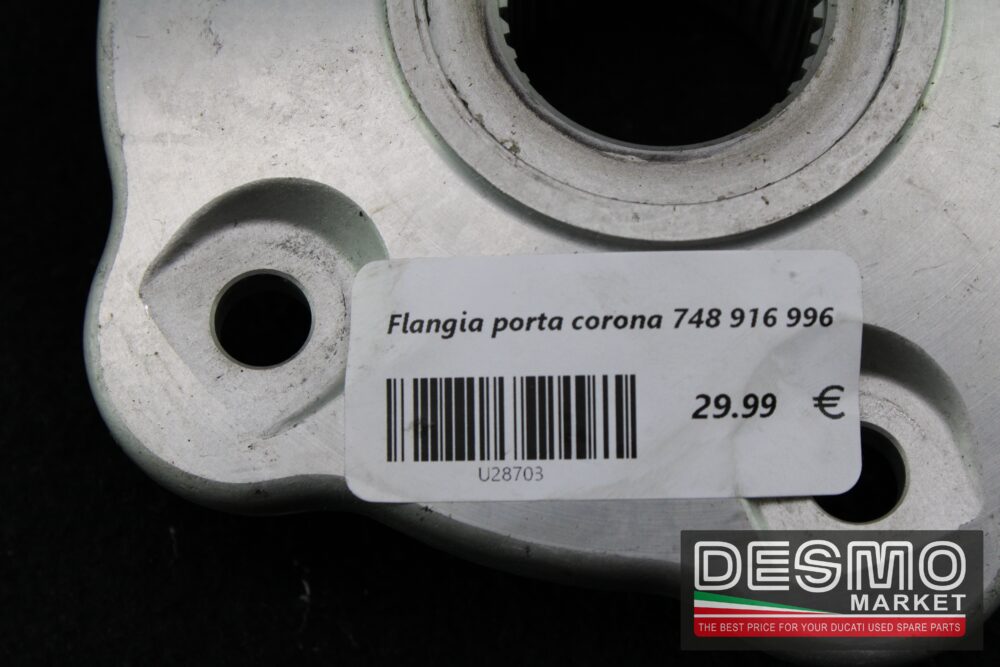 Flangia porta corona 748 916 996
29.99 €
U28703
DESMO
MARKET
THE BEST PRICE FOR YOUR DUCATI USED SPARE PARTS